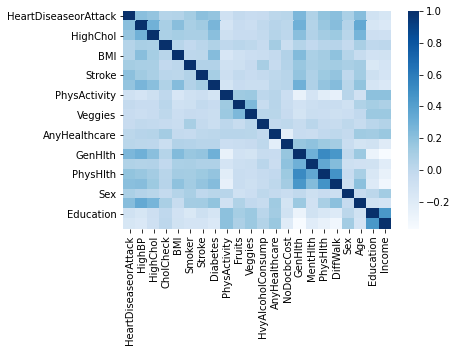 HeartDiseaseorAttack
HighChol
BMI
Stroke
PhysActivity
Veggies
AnyHealthcare
GenHlth
PhysHlth
Sex
Education
HeartDiseaseorAttack
HighBP
HighChol
CholCheck
BMI
Smoker
Stroke
Diabetes
PhysActivity
Fruits
Veggies
HvyAlcoholConsump
AnyHealthcare
NoDocbcCost
GenHlth
MentHlth
PhysHlth
DiffWalk
Sex
Age
Education
Income
1.0
0.8
0.6
0.4
0.2
0.0
−0.2